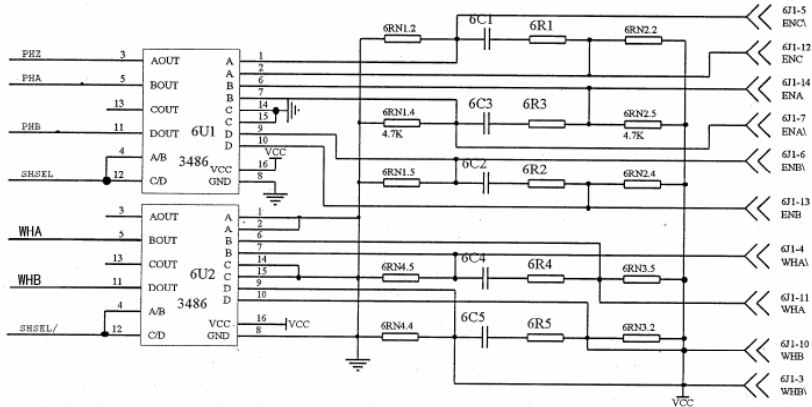 6J1-5
ENC\
6RN1.2 6C1 6R1 6RN2.2
6J1-12
ENC
PHZ 3 AOUT A 1
A 2
6J1-14
ENA
PHA 5 BOUT B 6
B 7
13 COUT C 14
C 15
6RN1.4 6C3 6R3 6RN2.5
4.7K 4.7K
6J1-7
ENA\
PHB 11 DOUT 6U1 D 9
D 10
6J1-6
ENB\
4 A/B 3486 VCC 16 VCC
SHSEL 12 C/D GND 8
6RN1.5 6C2 6R2 6RN2.4
6J1-13
ENB
3 AOUT A 1
A 2
WHA 5 BOUT B 6
B 7
6J1-4
WHA\
13 COUT 6U2 C 14
C 15
6RN4.5 6C4 6R4 6RN3.5
WHB 11 DOUT D 9
3486 D 10
6J1-11
WHA
4 A/B VCC 16 VCC
SHSEL/ 12 C/D GND 8
6RN4.4 6C5 6R5 6RN3.2
6J1-10
WHB
6J1-3
WHB\
VCC